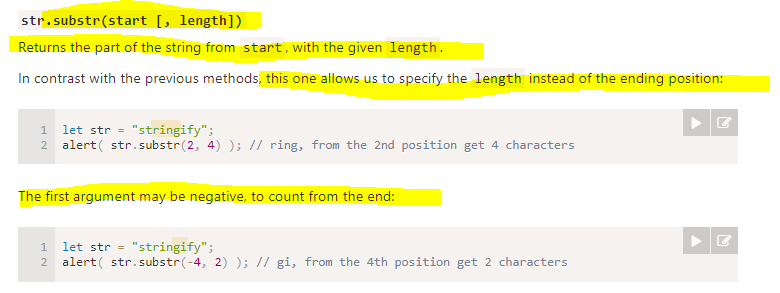 str.substr(start [, length])
Returns the part of the string from start, with the given length.
In contrast with the previous methods, this one allows us to specify the length instead of the ending position:
1 let str = "stringify";
2 alert( str.substr(2, 4) ); // ring, from the 2nd position get 4 characters
The first argument may be negative, to count from the end:
1 let str = "stringify";
2 alert( str.substr(-4, 2) ); // gi, from the 4th position get 2 characters